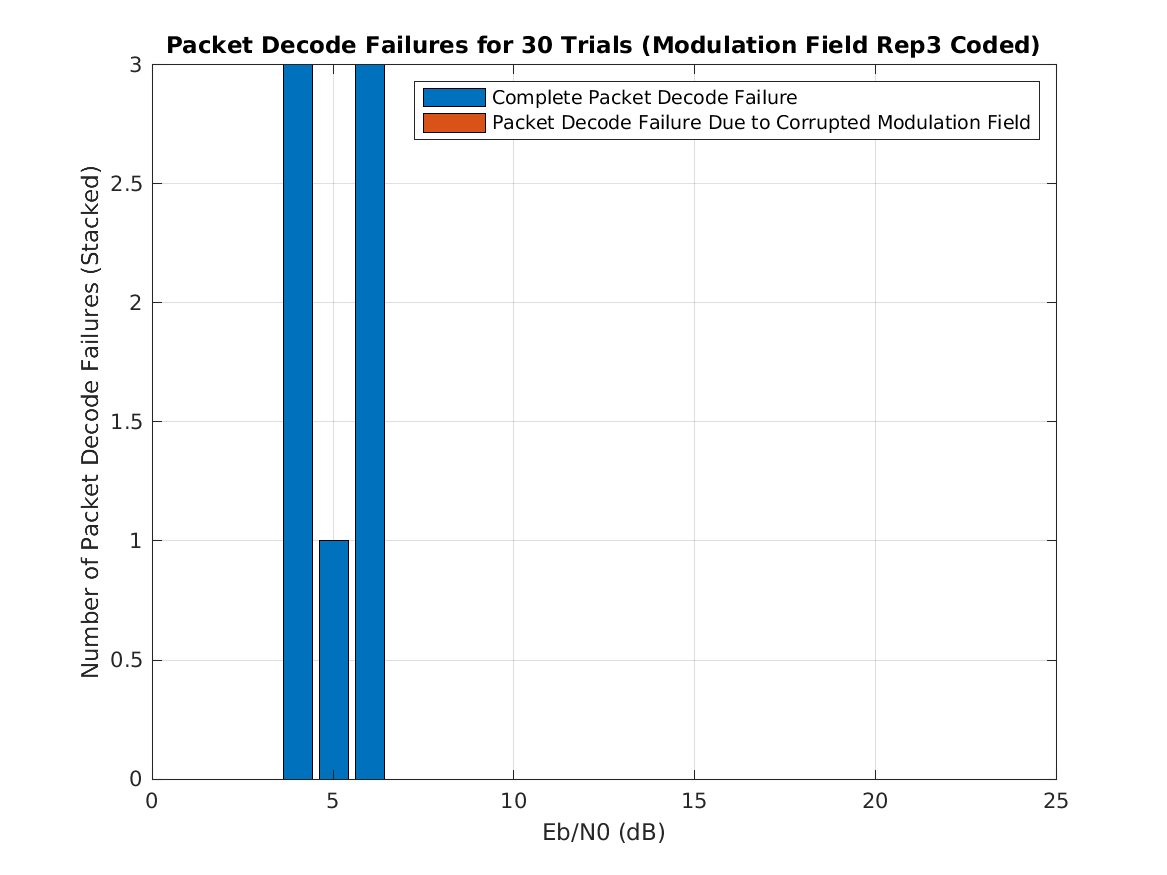 Packet Decode Failures for 30 Trials (Modulation Field Rep3 Coded)
Complete Packet Decode Failure
Packet Decode Failure Due to Corrupted Modulation Field
Number of Packet Decode Failures (Stacked)
3
2.5
2
1.5
1
0.5
0
0 5 10 15 20 25
Eb/N0 (dB)